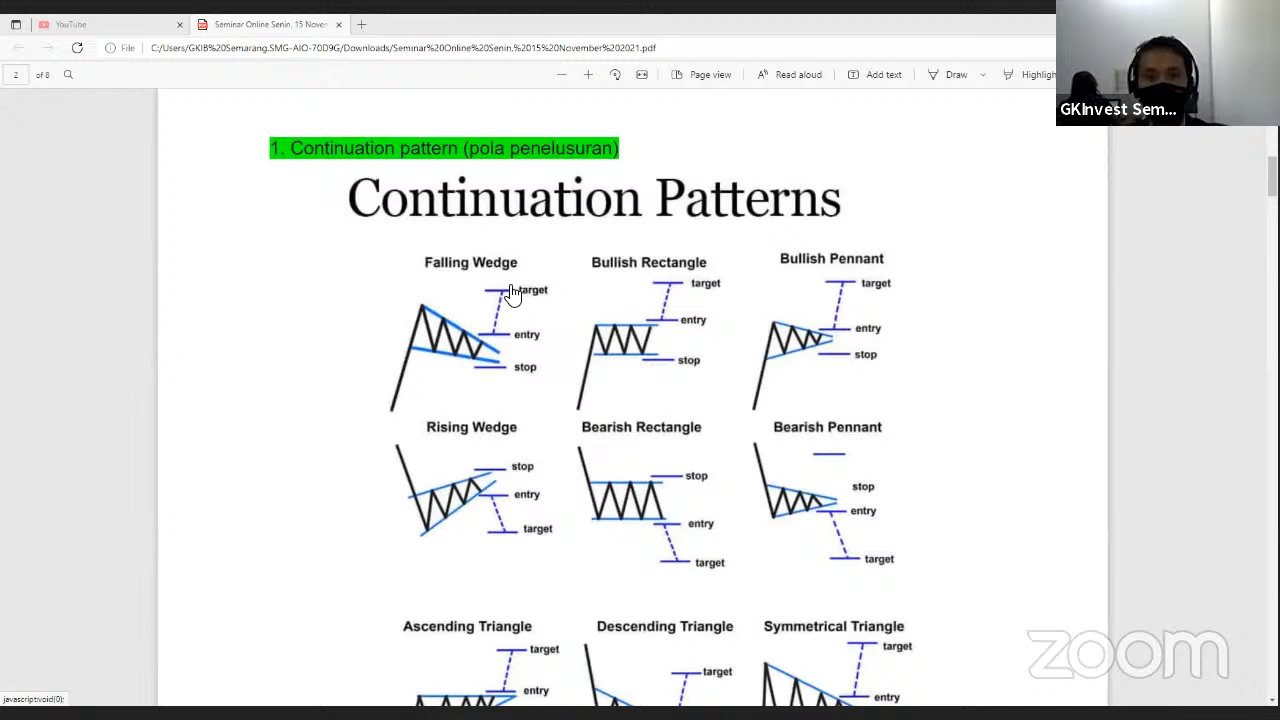 YouTube
Seminar Online Senin, 15 Nover
File
C:/Users/GKIB%20Semarang.SMG-AIO-70D9G/Downloads/Seminar%20Online%20Senin,%2015%20November%202021.pdf
2 of 8
Page view
Read aloud
Add text
Draw
Highligh
GKInvest Sem...
1. Continuation pattern (pola penelusuran)
Continuation Patterns
Falling Wedge
Bullish Rectangle
Bullish Pennant
target
target
target
entry
entry
entry
stop
stop
stop
Rising Wedge
Bearish Rectangle
Bearish Pennant
stop
stop
stop
entry
entry
entry
target
target
target
Ascending Triangle
Descending Triangle
Symmetrical Triangle
target
target
target
entry
entry
zoom
javascript:void(0)